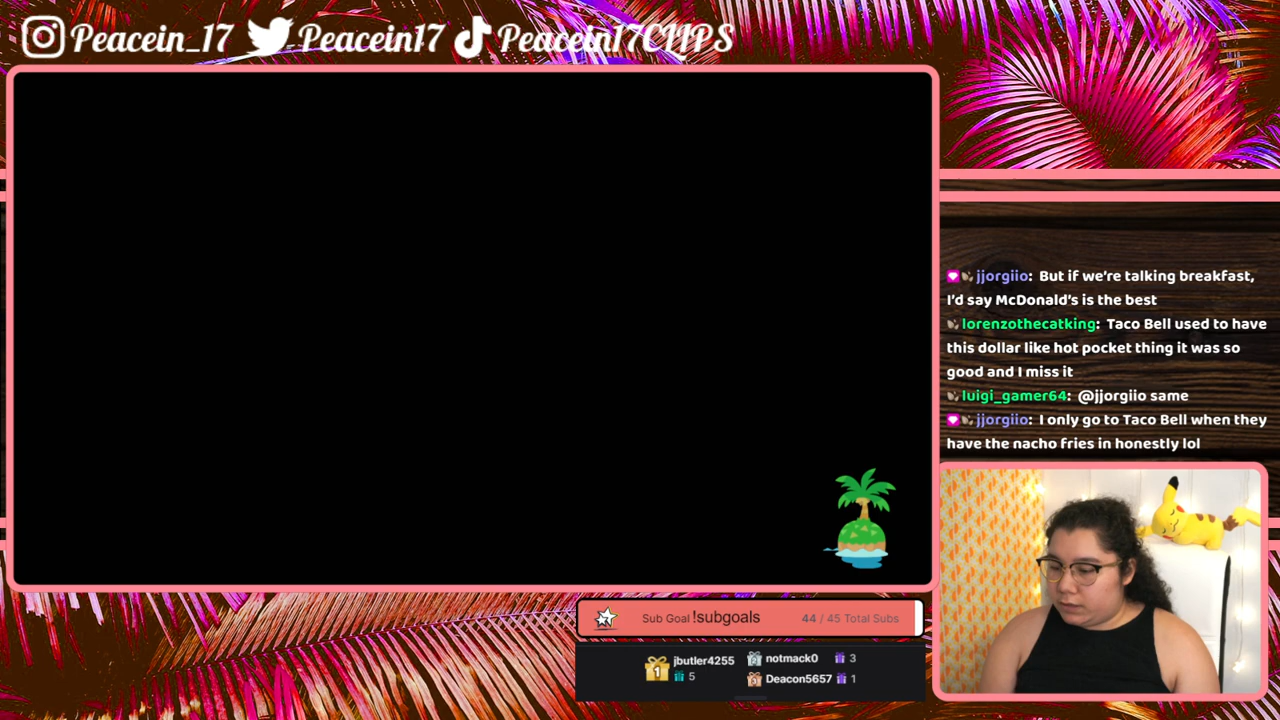 Peacein_17 Peacein17 Peacein17ClIPS
jjorgiio: But if we're talking breakfast,
I'd say McDonald's is the best
lorenzothecatking: Taco Bell used to have
this dollar like hot pocket thing it was so
good and I miss it
luigi_gamer64: @jjorgiio same
jjorgiio: I only go to Taco Bell when they
have the nacho fries in honestly lol
Sub Goal !subgoals 44 / 45 Total Subs
1 jbutler4255 5
2 notmack0 3
3 Deacon5657 1